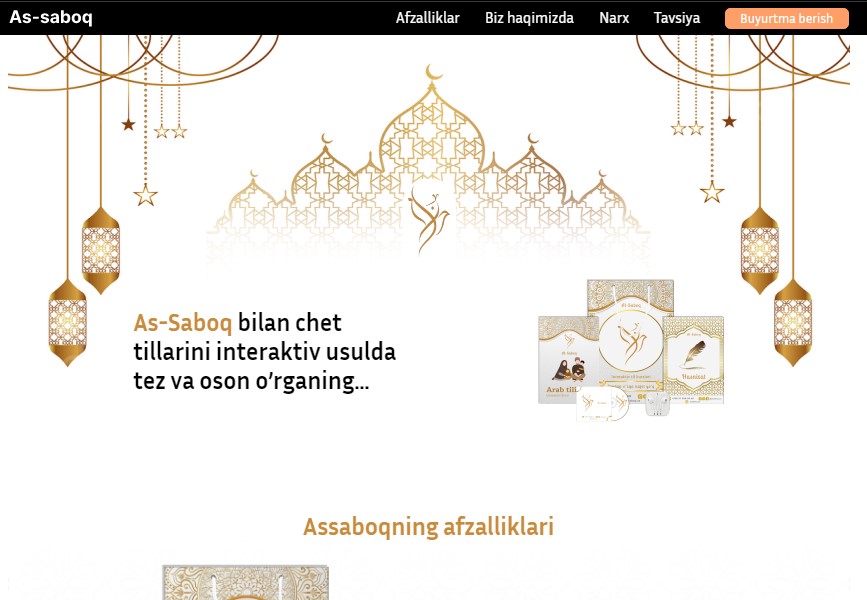 As-saboq
Afzalliklar Biz haqimizda Narx Tavsiya Buyurtma berish
As-Saboq bilan chet
tillarini interaktiv usulda
tez va oson o'rganing...
Arab tili
Husnixat
Assaboqning afzalliklari